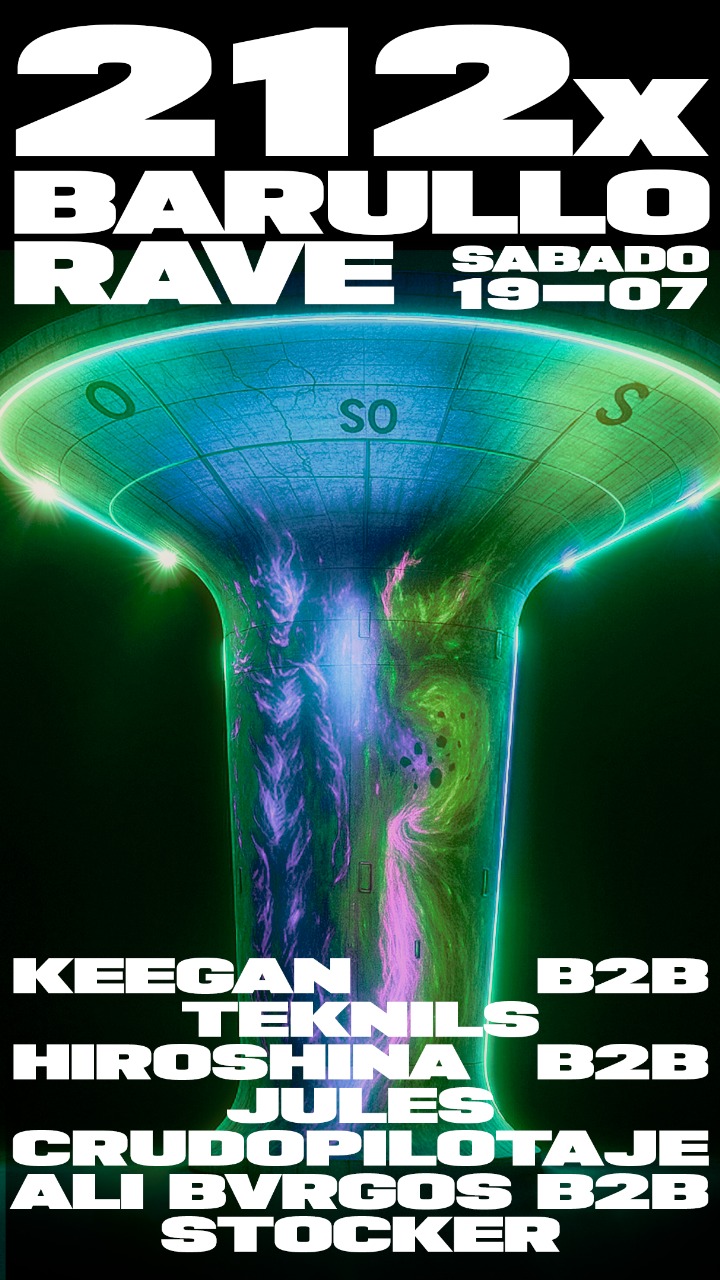 212x
BARULLO
RAVE SABADO
19—07
O SO S
KEEGAN B2B
TEKNILS
HIROSHINA B2B
JULES
CRUDOPILOTAJE
ALI BVRGOS B2B
STOCKER